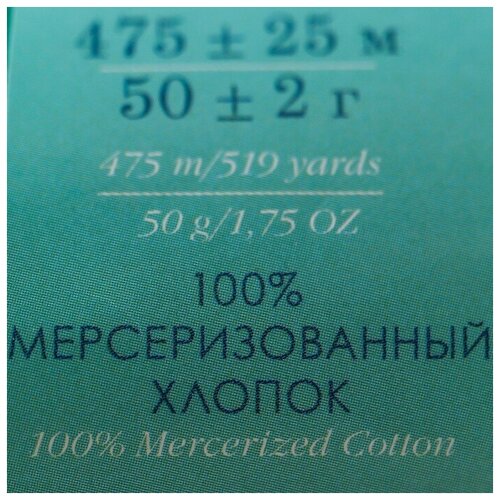 475 ± 25 м
50 ± 2 г
475 m/519 yards
50 g/1,75 OZ
100%
МЕРСЕРИЗОВАННЫЙ
ХЛОПОК
100% Mercerized Cotton